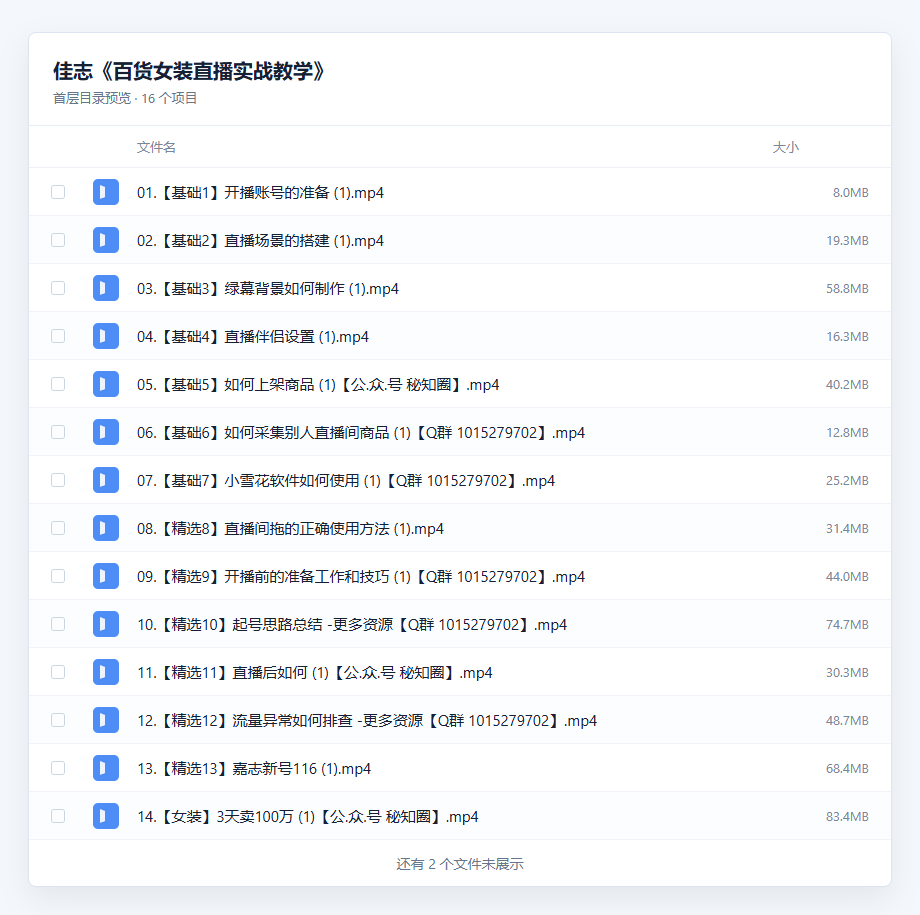 佳志《百货女装直播实战教学》
首层目录预览 · 16 个项目
文件名 大小
01.【基础1】开播账号的准备 (1).mp4 8.0MB
02.【基础2】直播场景的搭建 (1).mp4 19.3MB
03.【基础3】绿幕背景如何制作 (1).mp4 58.8MB
04.【基础4】直播伴侣设置 (1).mp4 16.3MB
05.【基础5】如何上架商品 (1)【公.众.号 秘知圈】.mp4 40.2MB
06.【基础6】如何采集别人直播间商品 (1)【Q群 1015279702】.mp4 12.8MB
07.【基础7】小雪花软件如何使用 (1)【Q群 1015279702】.mp4 25.2MB
08.【精选8】直播间拖的正确使用方法 (1).mp4 31.4MB
09.【精选9】开播前的准备工作和技巧 (1)【Q群 1015279702】.mp4 44.0MB
10.【精选10】起号思路总结 -更多资源【Q群 1015279702】.mp4 74.7MB
11.【精选11】直播后如何 (1)【公.众.号 秘知圈】.mp4 30.3MB
12.【精选12】流量异常如何排查 -更多资源【Q群 1015279702】.mp4 48.7MB
13.【精选13】嘉志新号116 (1).mp4 68.4MB
14.【女装】3天卖100万 (1)【公.众.号 秘知圈】.mp4 83.4MB
还有 2 个文件未展示